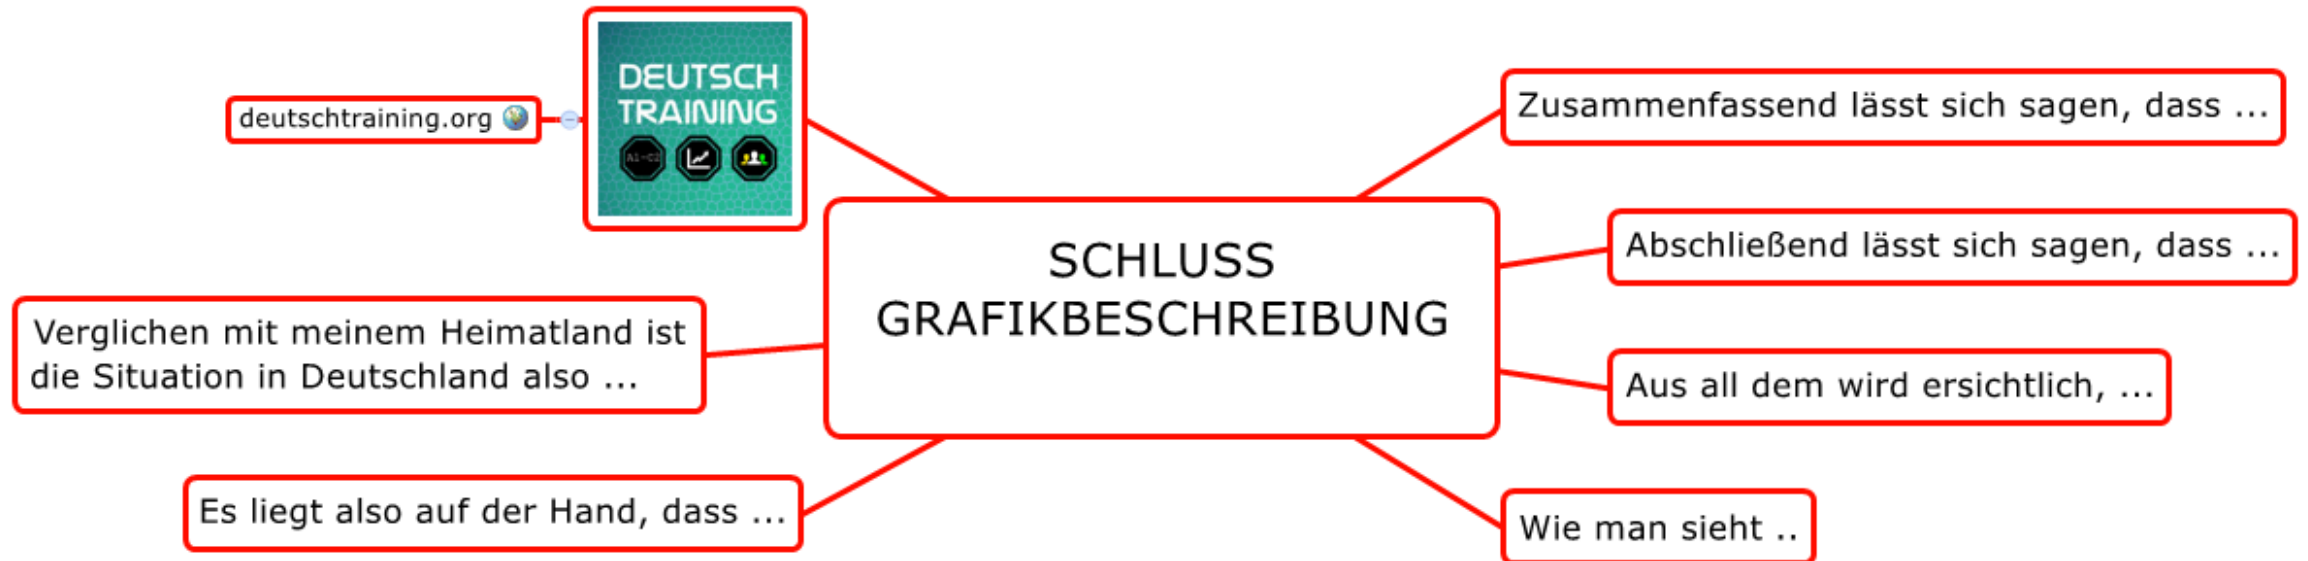 DEUTSCH
TRAINING
A1-C2
deutschtraining.org
Zusammenfassend lässt sich sagen, dass ...
Abschließend lässt sich sagen, dass ...
SCHLUSS
GRAFIKBESCHREIBUNG
Verglichen mit meinem Heimatland ist
die Situation in Deutschland also ...
Aus all dem wird ersichtlich, ...
Es liegt also auf der Hand, dass ...
Wie man sieht ..